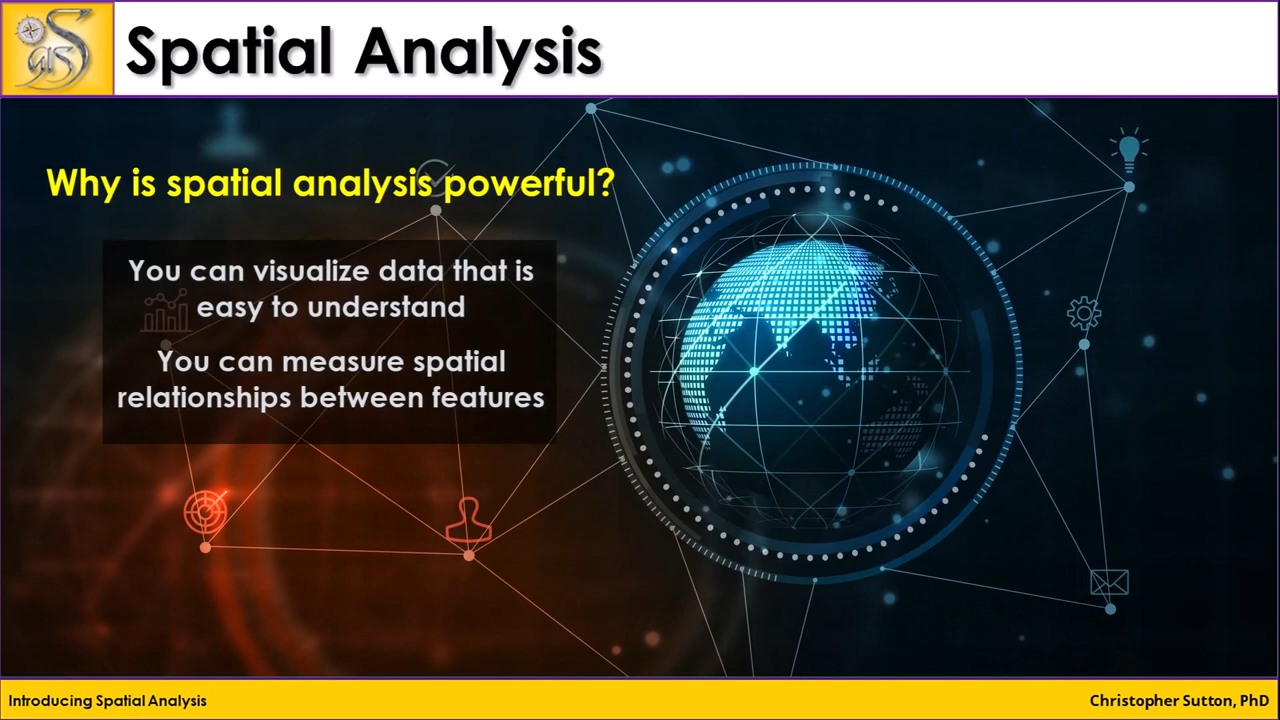 GIS
Spatial Analysis
Why is spatial analysis powerful?
You can visualize data that is
easy to understand
You can measure spatial
relationships between features
Introducing Spatial Analysis
Christopher Sutton, PhD